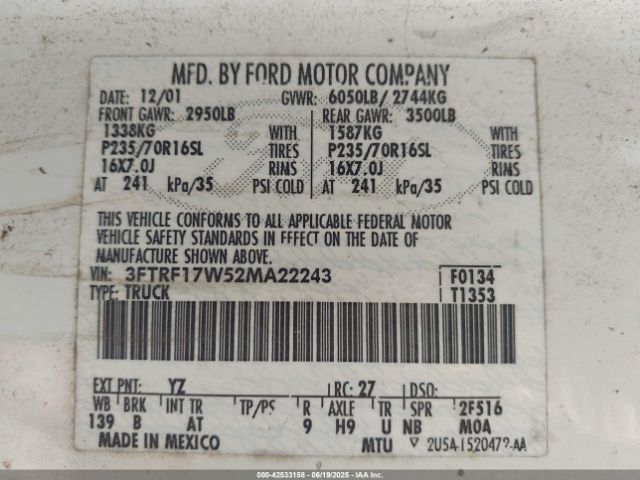 MFD. BY FORD MOTOR COMPANY
DATE: 12/01 GVWR: 6050LB/ 2744KG
FRONT GAWR: 2950LB REAR GAWR: 3500LB
1338KG WITH 1587KG WITH
P235/70R16SL TIRES P235/70R16SL TIRES
16X7.0J RIMS 16X7.0J RIMS
AT 241 kPa/35 PSI COLD AT 241 kPa/35 PSI COLD
THIS VEHICLE CONFORMS TO ALL APPLICABLE FEDERAL MOTOR
VEHICLE SAFETY STANDARDS IN EFFECT ON THE DATE OF
MANUFACTURE SHOWN ABOVE.
VIN: 3FTRF17W52MA22243 F0134
TYPE: TRUCK T1353
EXT PNT: YZ RC: 27 DSO:
WB BRK INT TR TP/PS R AXLE TR SPR 2F516
139 B AT 9 H9 U NB M0A
MADE IN MEXICO MTU
000-42533158 - 06/19/2025 - IAAI